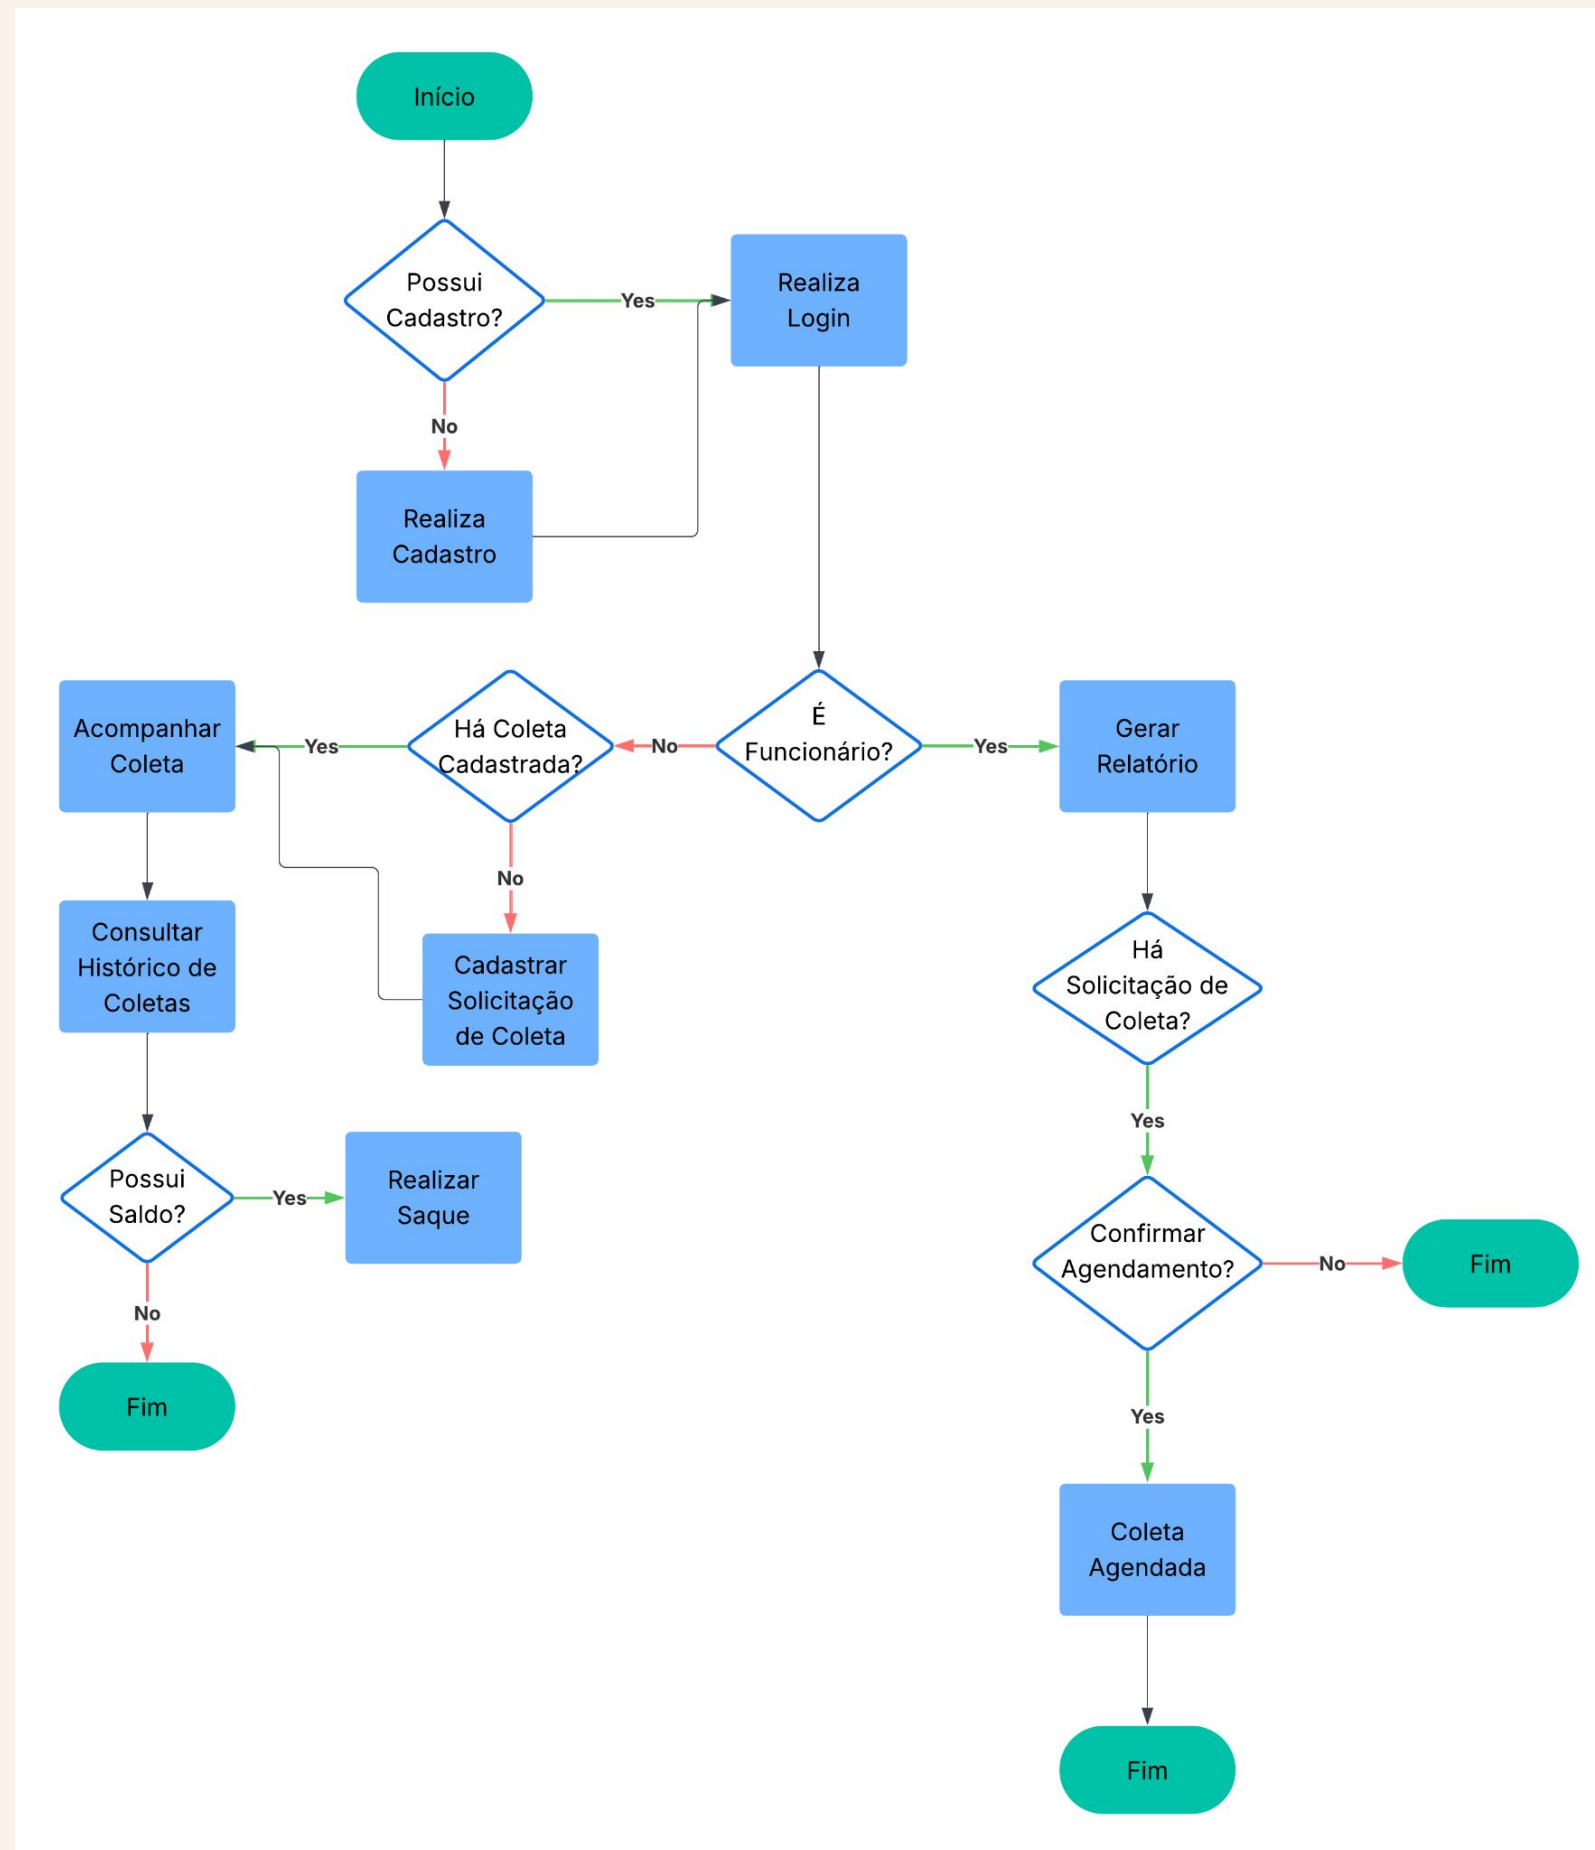 Início
Possui
Cadastro?
Yes
Realiza
Login
No
Realiza
Cadastro
Acompanhar
Coleta
Yes
Há Coleta
Cadastrada?
No
É
Funcionário?
Yes
Gerar
Relatório
No
Consultar
Histórico de
Coletas
Cadastrar
Solicitação
de Coleta
Há
Solicitação de
Coleta?
Yes
Possui
Saldo?
Yes
Realizar
Saque
Confirmar
Agendamento?
No
Fim
No
Fim
Yes
Coleta
Agendada
Fim